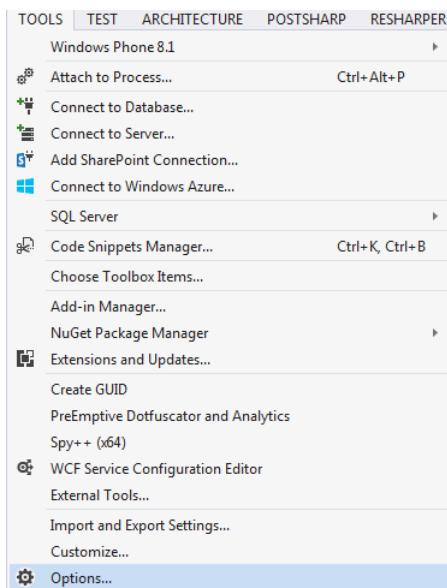 TOOLS TEST ARCHITECTURE POSTSHARP RESHARPER
Windows Phone 8.1
Attach to Process... Ctrl+Alt+P
Connect to Database...
Connect to Server...
Add SharePoint Connection...
Connect to Windows Azure...
SQL Server
Code Snippets Manager... Ctrl+K, Ctrl+B
Choose Toolbox Items...
Add-in Manager...
NuGet Package Manager
Extensions and Updates...
Create GUID
PreEmptive Dotfuscator and Analytics
Spy++ (x64)
WCF Service Configuration Editor
External Tools...
Import and Export Settings...
Customize...
Options...